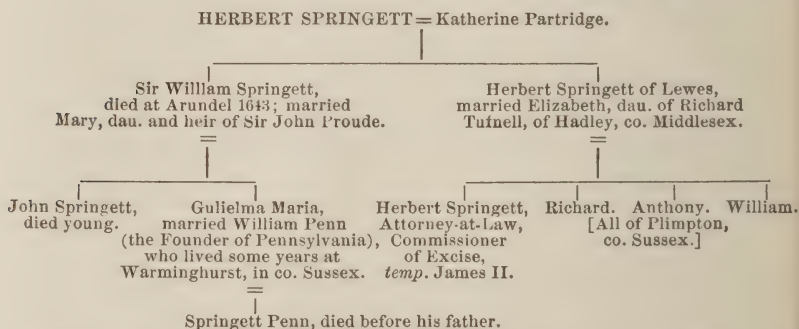 HERBERT SPRINGETT = Katherine Partridge.
Sir William Springett,
died at Arundel 1643; married
Mary, dau. and heir of Sir John Proude.
=
Herbert Springett of Lewes,
married Elizabeth, dau. of Richard
Tufnell, of Hadley, co. Middlesex.
=
John Springett,
died young.
Gulielma Maria,
married William Penn
(the Founder of Pennsylvania),
who lived some years at
Warminghurst, in co. Sussex.
=
Herbert Springett,
Attorney-at-Law,
Commissioner
of Excise,
temp. James II.
Richard. Anthony. William.
[All of Plimpton,
co. Sussex.]
Springett Penn, died before his father.